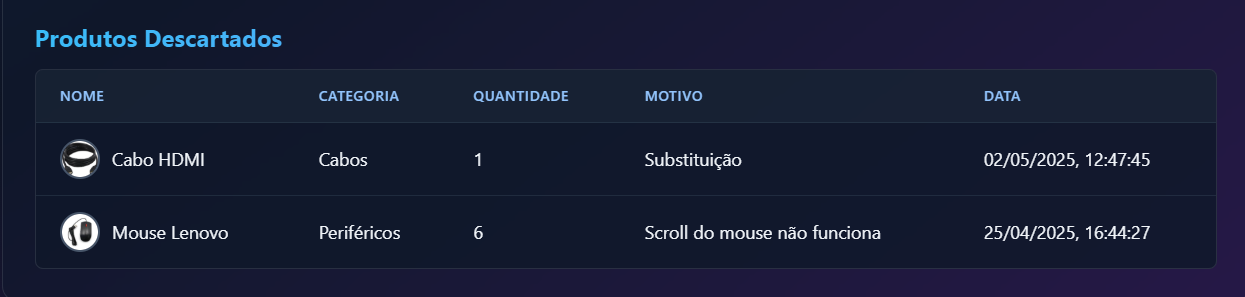 Produtos Descartados
NOME CATEGORIA QUANTIDADE MOTIVO DATA
Cabo HDMI Cabos 1 Substituição 02/05/2025, 12:47:45
Mouse Lenovo Periféricos 6 Scroll do mouse não funciona 25/04/2025, 16:44:27